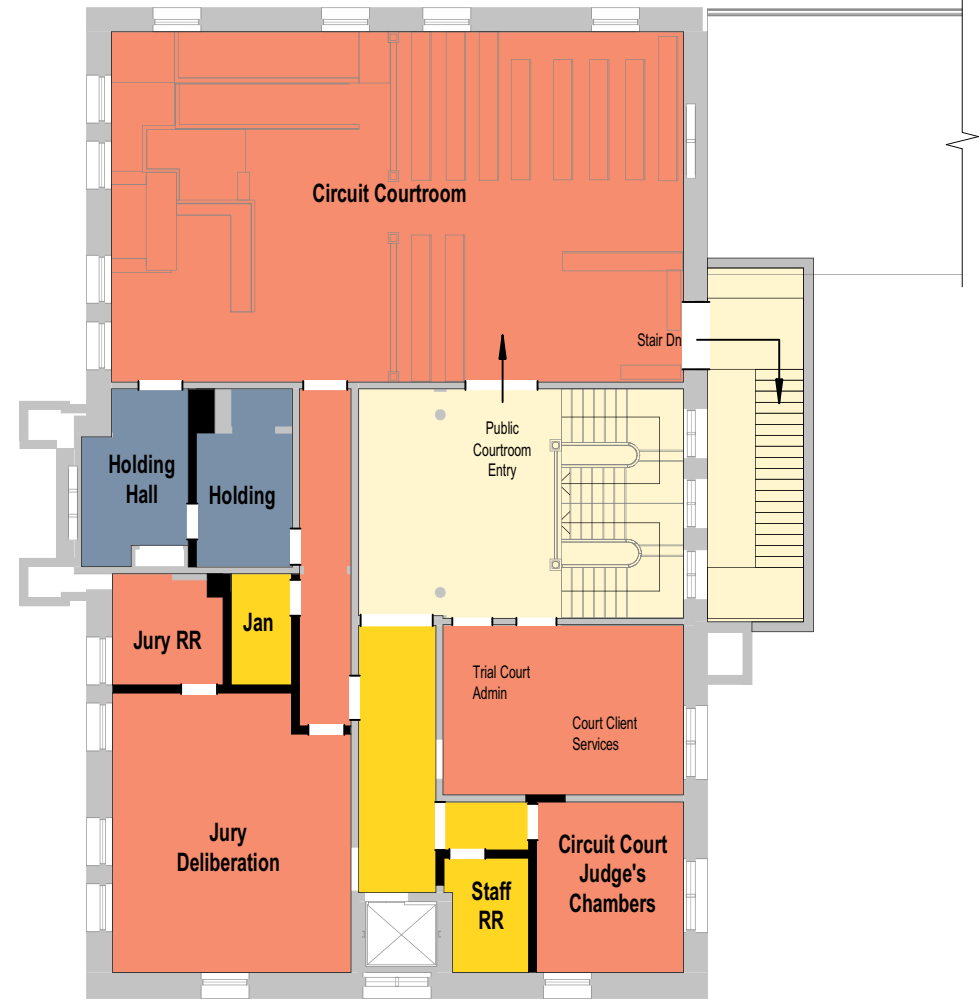 Circuit Courtroom
Stair Dn
Public
Courtroom
Entry
Holding
Hall
Holding
Jury RR
Jan
Trial Court
Admin
Court Client
Services
Jury
Deliberation
Circuit Court
Judge's
Chambers
Staff
RR